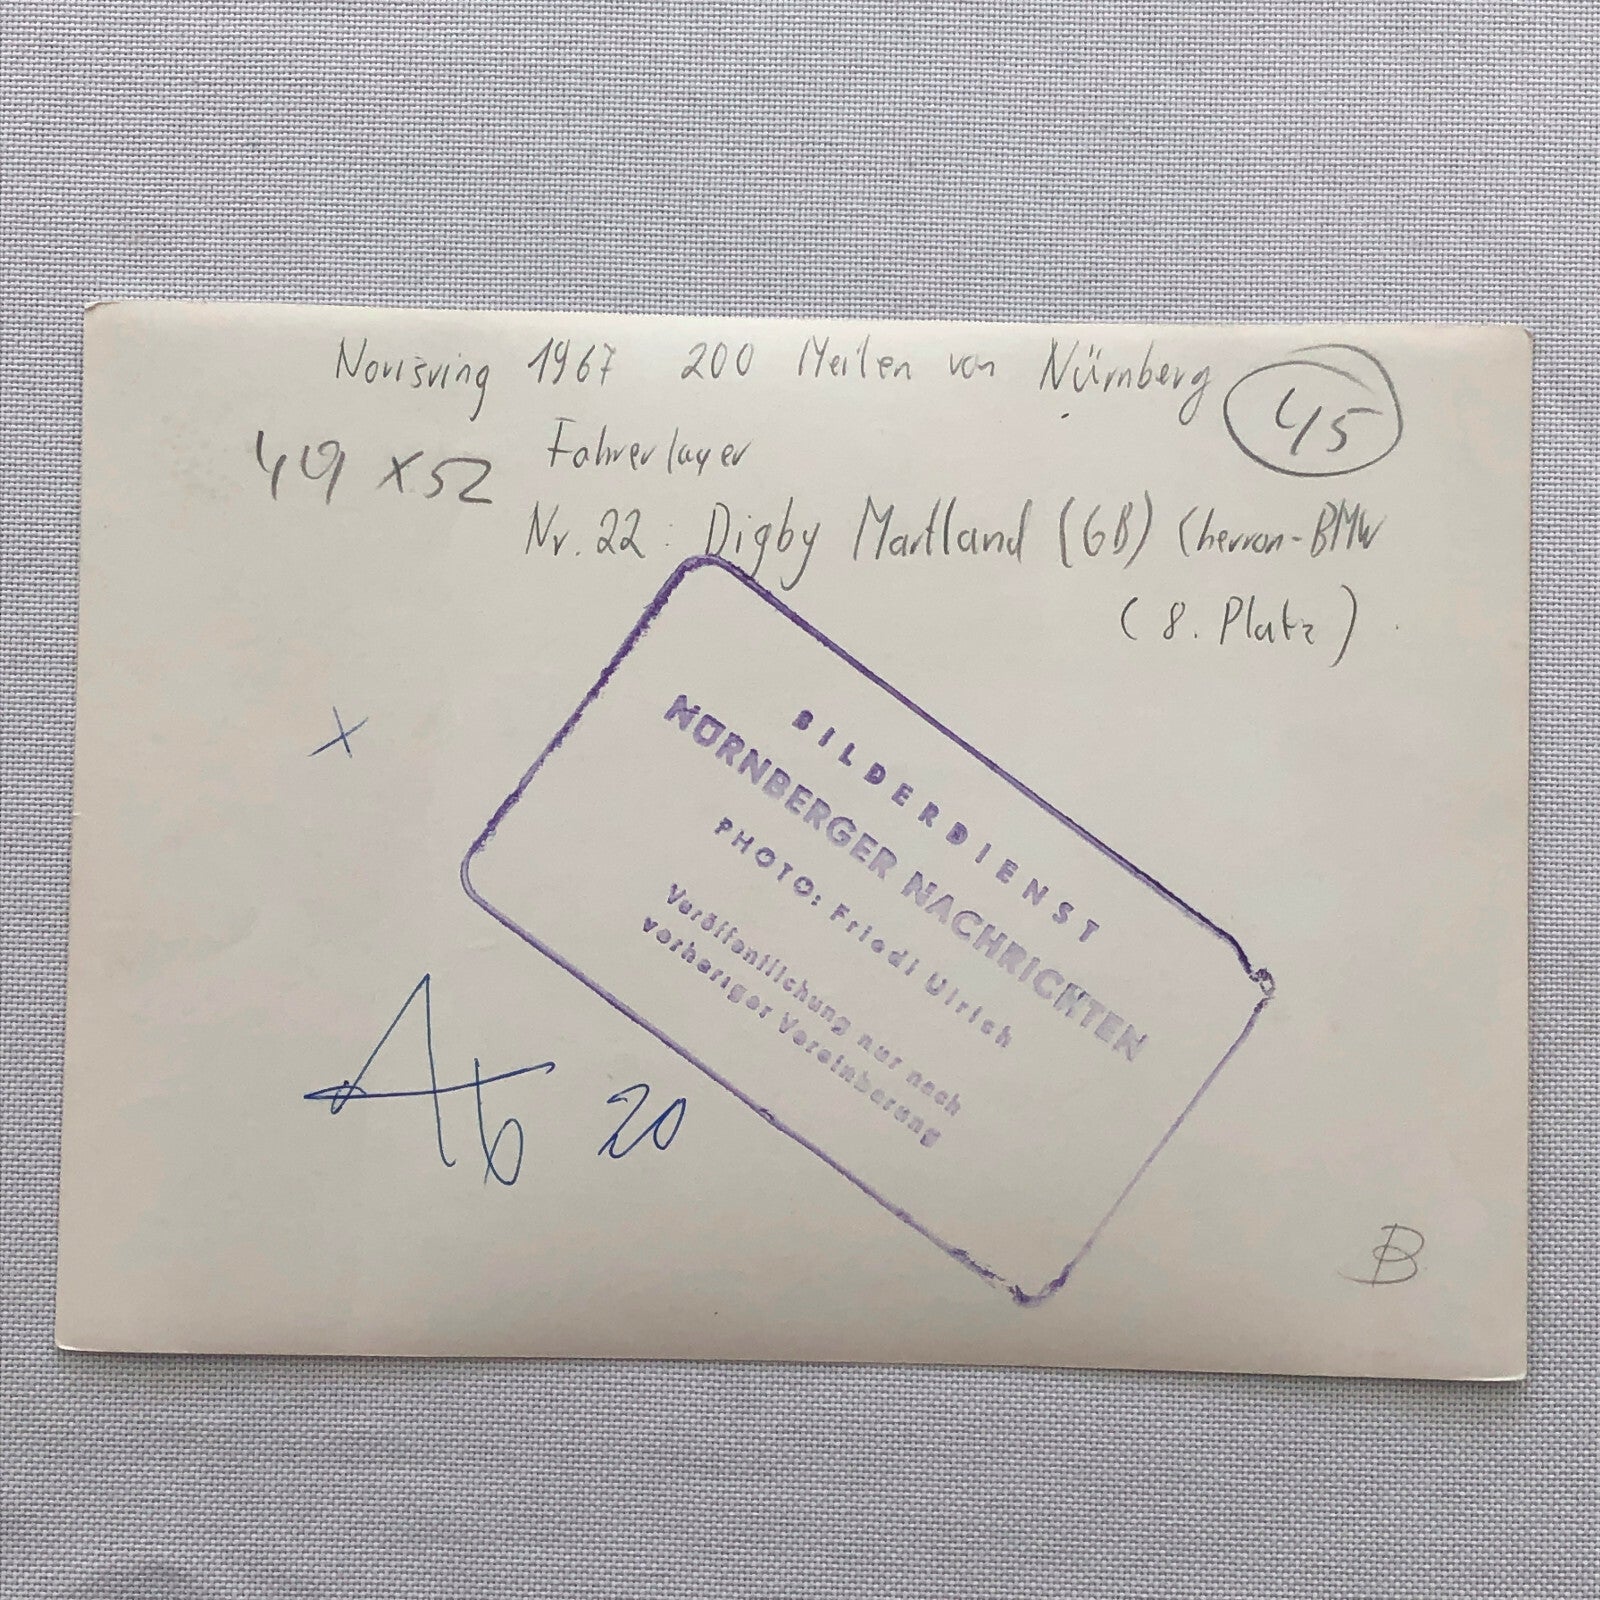 Norisring 1967 200 Meilen von Nürnberg
45
49 x 52 Fahrerlager
Nr. 22: Digby Martland (GB) Chevron-BMW
(8. Platz)
x
BILDERDIENST
NÜRNBERGER NACHRICHTEN
PHOTO: Friedl Ulrich
Veröffentlichung nur nach
vorheriger Vereinbarung
20
B